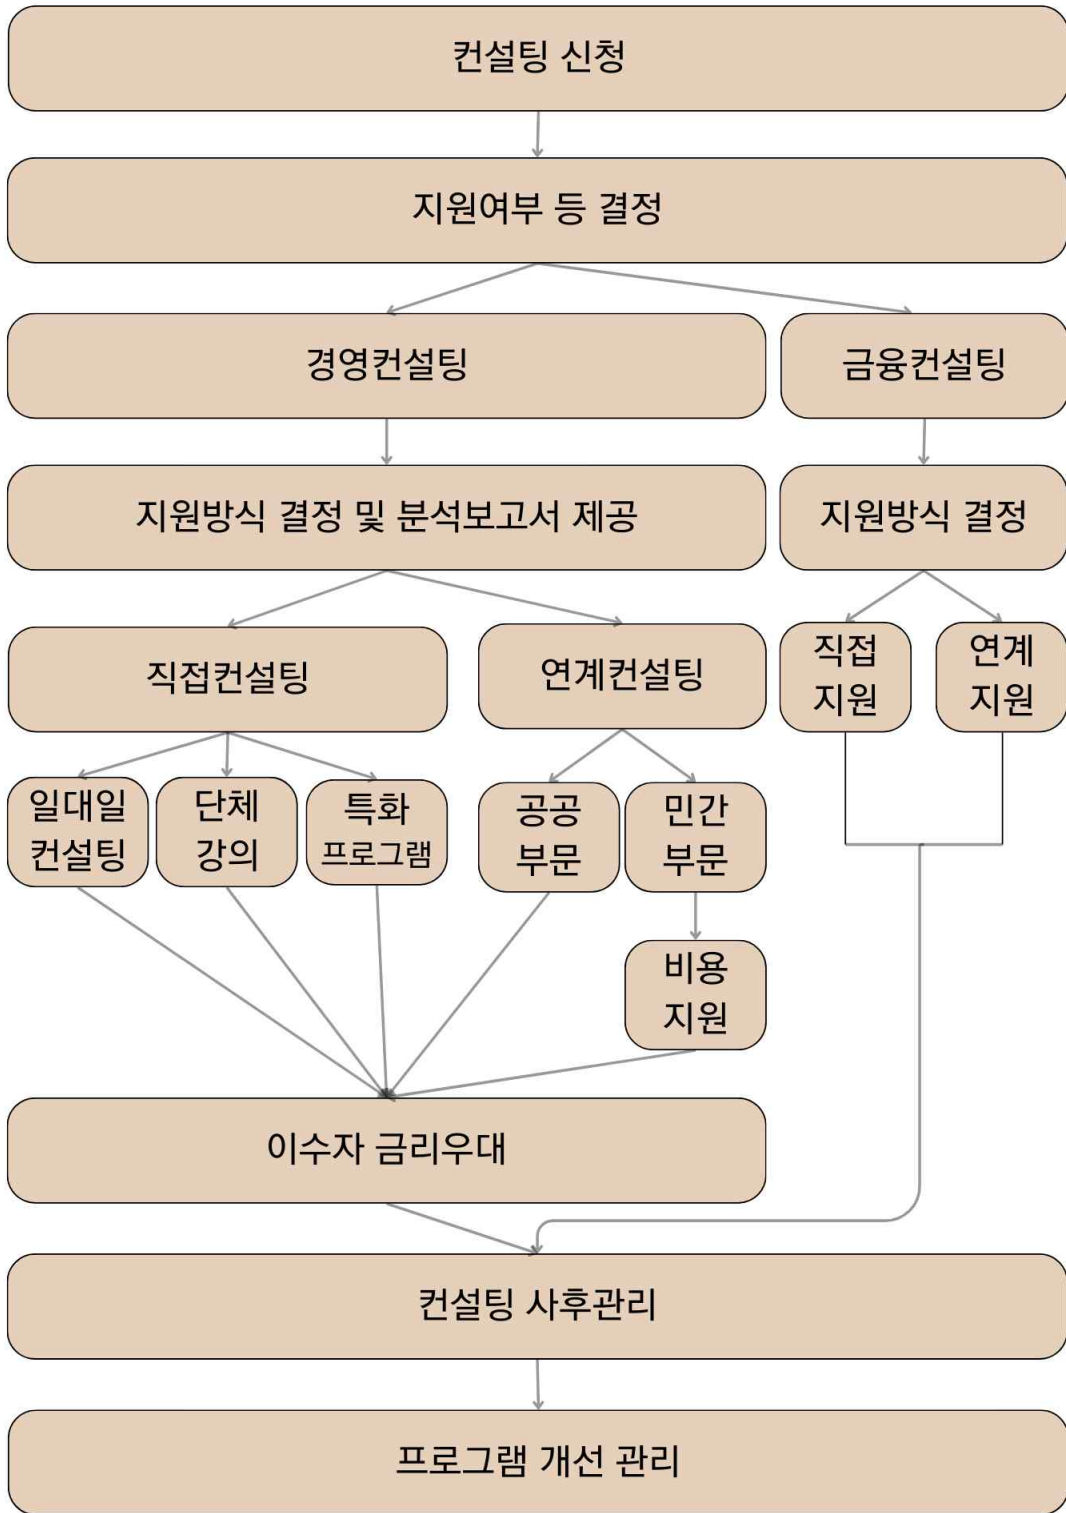 컨설팅 신청
지원여부 등 결정
경영컨설팅
금융컨설팅
지원방식 결정 및 분석보고서 제공
지원방식 결정
직접컨설팅
연계컨설팅
직접
지원
연계
지원
일대일
컨설팅
단체
강의
특화
프로그램
공공
부문
민간
부문
비용
지원
이수자 금리우대
컨설팅 사후관리
프로그램 개선 관리